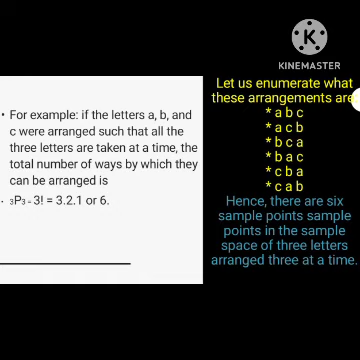 K
KINEMASTER
• For example: if the letters a, b, and
c were arranged such that all the
three letters are taken at a time, the
total number of ways by which they
can be arranged is
• ₃P₃ = 3! = 3.2.1 or 6.
Let us enumerate what
these arrangements are
* a b c
* a c b
* b c a
* b a c
* c b a
* c a b
Hence, there are six
sample points sample
points in the sample
space of three letters
arranged three at a time.